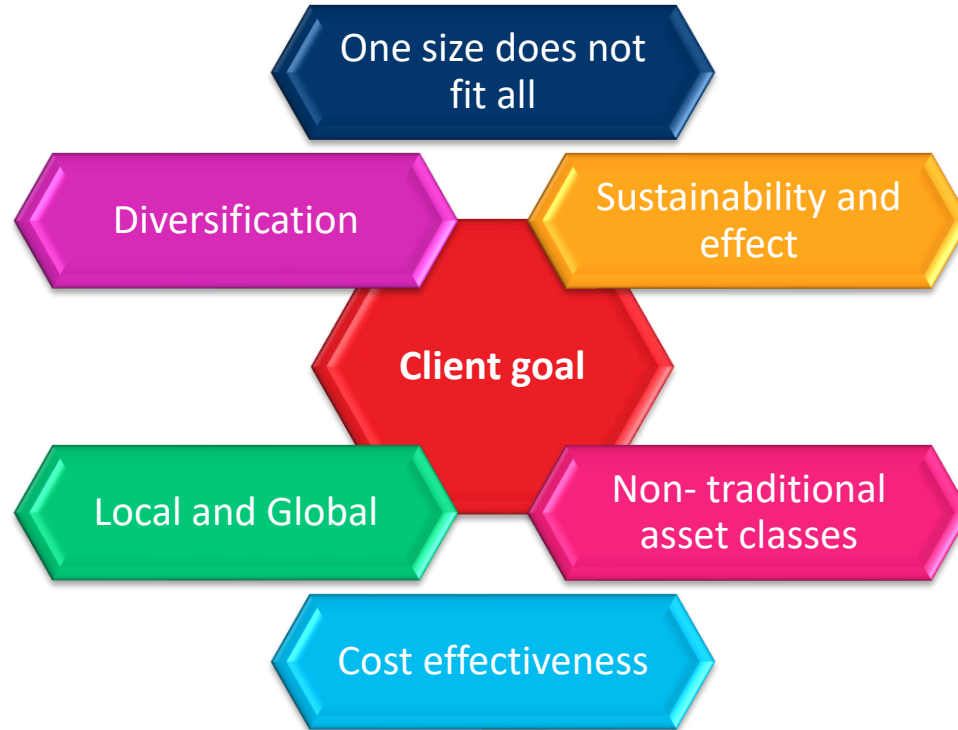 One size does not
fit all
Diversification
Sustainability and
effect
Client goal
Local and Global
Non- traditional
asset classes
Cost effectiveness